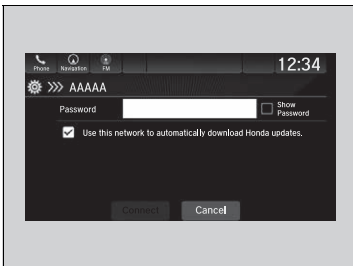 Phone Navigation FM 12:34
AAAAA
Password Show Password
Use this network to automatically download Honda updates.
Connect Cancel